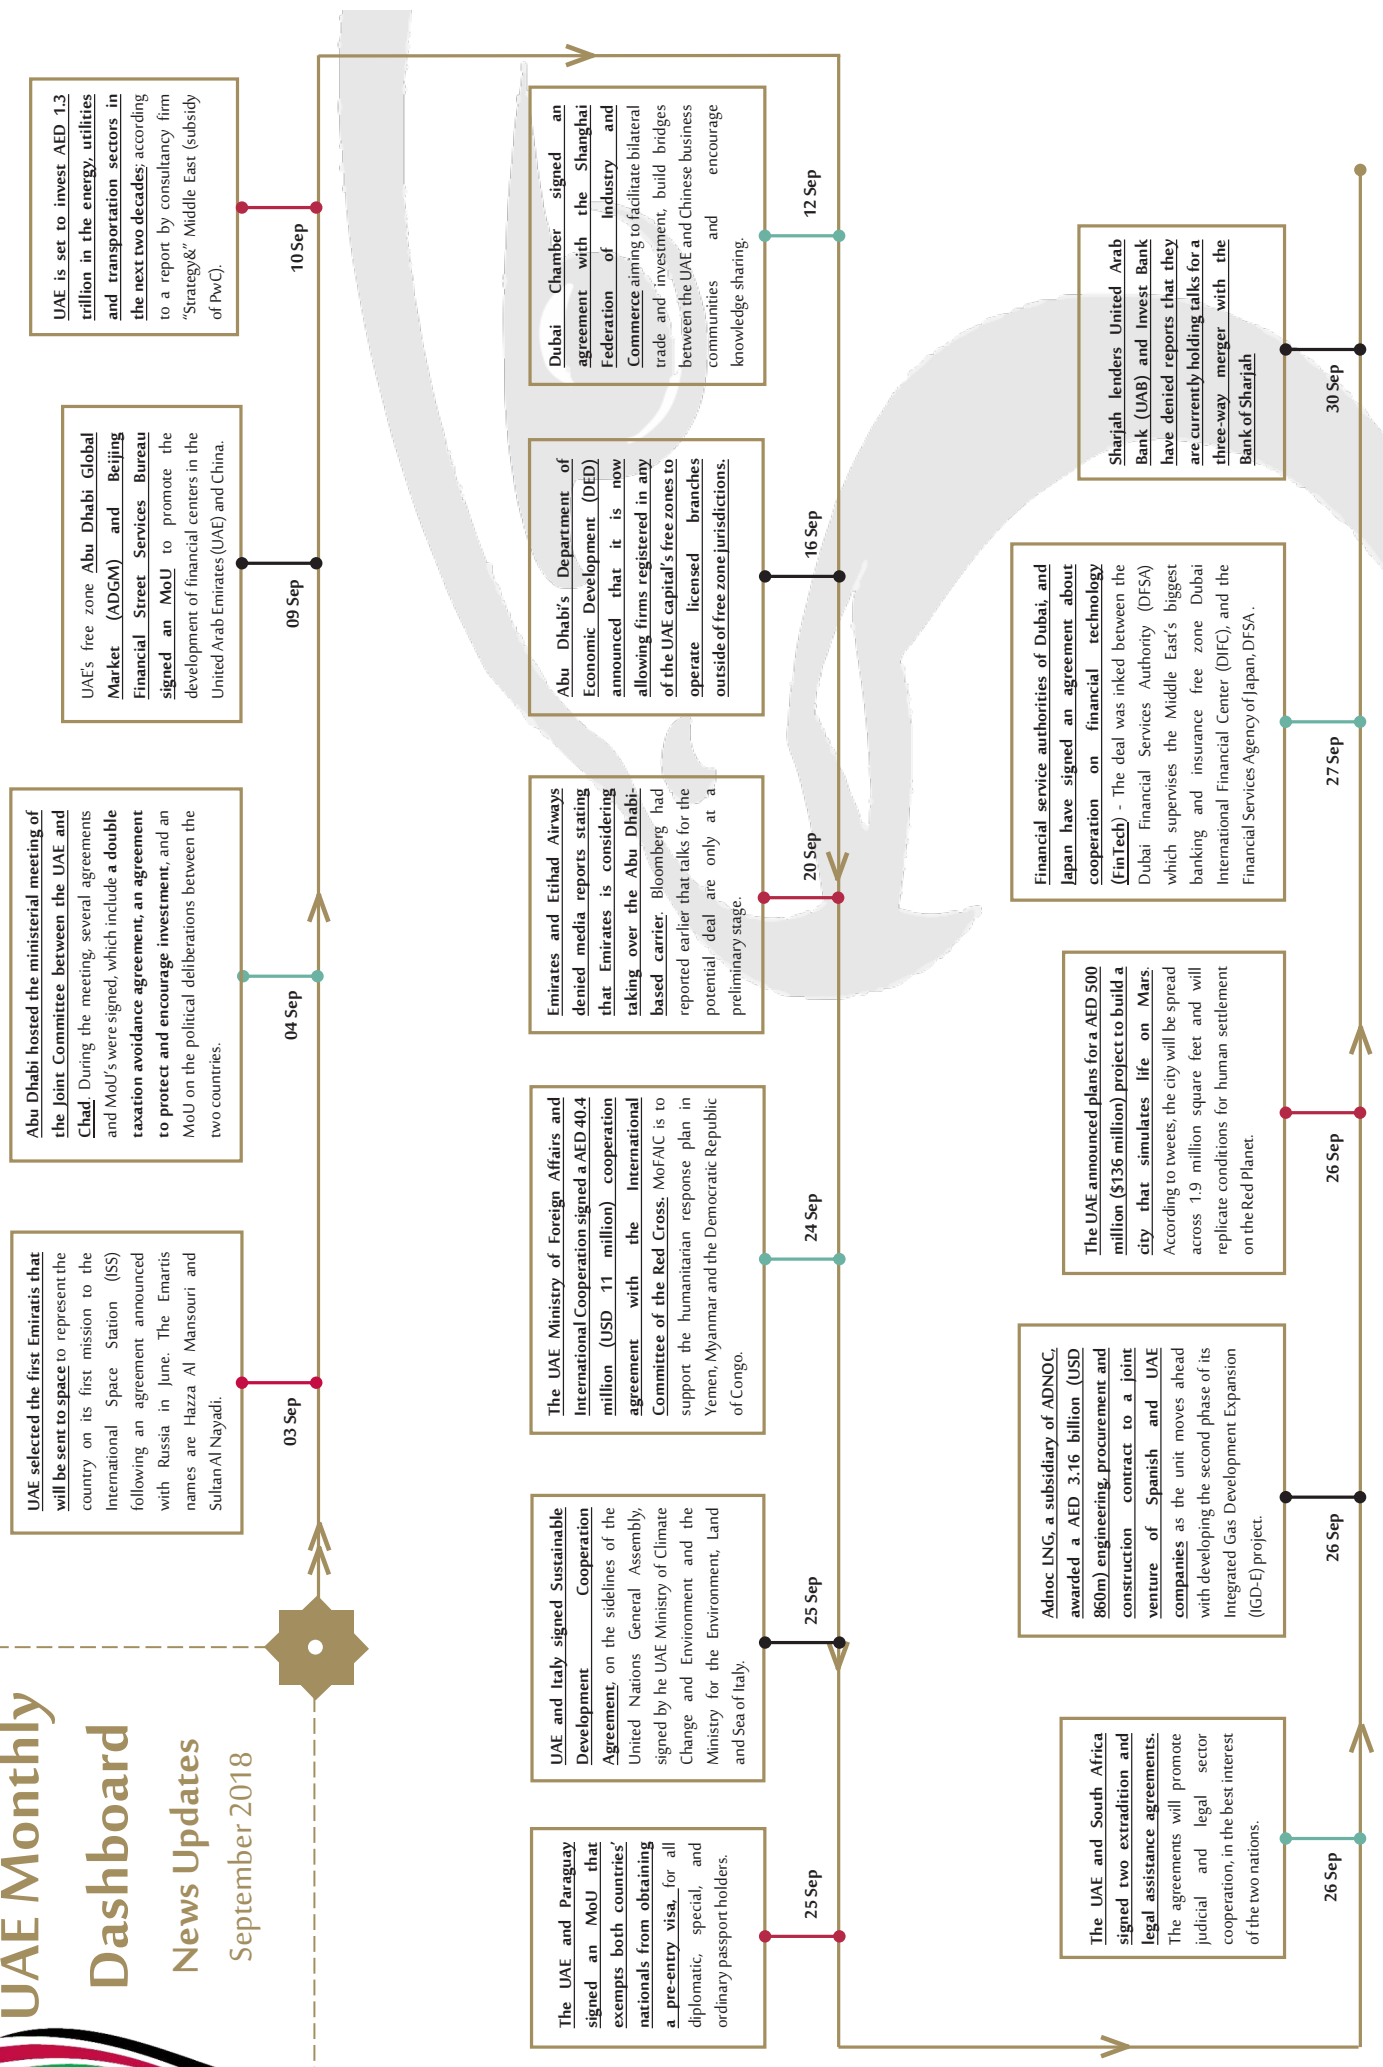 UAE Monthly
Dashboard
News Updates
September 2018
UAE selected the first Emiratis that
will be sent to space to represent the
country on its first mission to the
International Space Station (ISS)
following an agreement announced
with Russia in June. The Emartis
names are Hazza Al Mansouri and
Sultan Al Nayadi.
03 Sep
Abu Dhabi hosted the ministerial meeting of
the Joint Committee between the UAE and
Chad. During the meeting, several agreements
and MoU's were signed, which include a double
taxation avoidance agreement, an agreement
to protect and encourage investment, and an
MoU on the political deliberations between the
two countries.
04 Sep
UAE's free zone Abu Dhabi Global
Market (ADGM) and Beijing
Financial Street Services Bureau
signed an MoU to promote the
development of financial centers in the
United Arab Emirates (UAE) and China.
09 Sep
UAE is set to invest AED 1.3
trillion in the energy, utilities
and transportation sectors in
the next two decades; according
to a report by consultancy firm
"Strategy&" Middle East (subsidy
of PwC).
10 Sep
Dubai Chamber signed an
agreement with the Shanghai
Federation of Industry and
Commerce aiming to facilitate bilateral
trade and investment, build bridges
between the UAE and Chinese business
communities and encourage
knowledge sharing.
12 Sep
Abu Dhabi's Department of
Economic Development (DED)
announced that it is now
allowing firms registered in any
of the UAE capital's free zones to
operate licensed branches
outside of free zone jurisdictions.
16 Sep
Emirates and Etihad Airways
denied media reports stating
that Emirates is considering
taking over the Abu Dhabi-
based carrier. Bloomberg had
reported earlier that talks for the
potential deal are only at a
preliminary stage.
20 Sep
The UAE Ministry of Foreign Affairs and
International Cooperation signed a AED 40.4
million (USD 11 million) cooperation
agreement with the International
Committee of the Red Cross. MoFAIC is to
support the humanitarian response plan in
Yemen, Myanmar and the Democratic Republic
of Congo.
24 Sep
UAE and Italy signed Sustainable
Development Cooperation
Agreement, on the sidelines of the
United Nations General Assembly,
signed by he UAE Ministry of Climate
Change and Environment and the
Ministry for the Environment, Land
and Sea of Italy.
25 Sep
The UAE and Paraguay
signed an MoU that
exempts both countries'
nationals from obtaining
a pre-entry visa, for all
diplomatic, special, and
ordinary passport holders.
25 Sep
The UAE and South Africa
signed two extradition and
legal assistance agreements.
The agreements will promote
judicial and legal sector
cooperation, in the best interest
of the two nations.
26 Sep
Adnoc LNG, a subsidiary of ADNOC,
awarded a AED 3.16 billion (USD
860m) engineering, procurement and
construction contract to a joint
venture of Spanish and UAE
companies as the unit moves ahead
with developing the second phase of its
Integrated Gas Development Expansion
(IGD-E) project.
26 Sep
The UAE announced plans for a AED 500
million ($136 million) project to build a
city that simulates life on Mars.
According to tweets, the city will be spread
across 1.9 million square feet and will
replicate conditions for human settlement
on the Red Planet.
26 Sep
Financial service authorities of Dubai, and
Japan have signed an agreement about
cooperation on financial technology
(FinTech) - The deal was inked between the
Dubai Financial Services Authority (DFSA)
which supervises the Middle East's biggest
banking and insurance free zone Dubai
International Financial Center (DIFC), and the
Financial Services Agency of Japan, DFSA .
27 Sep
Sharjah lenders United Arab
Bank (UAB) and Invest Bank
have denied reports that they
are currently holding talks for a
three-way merger with the
Bank of Sharjah
30 Sep